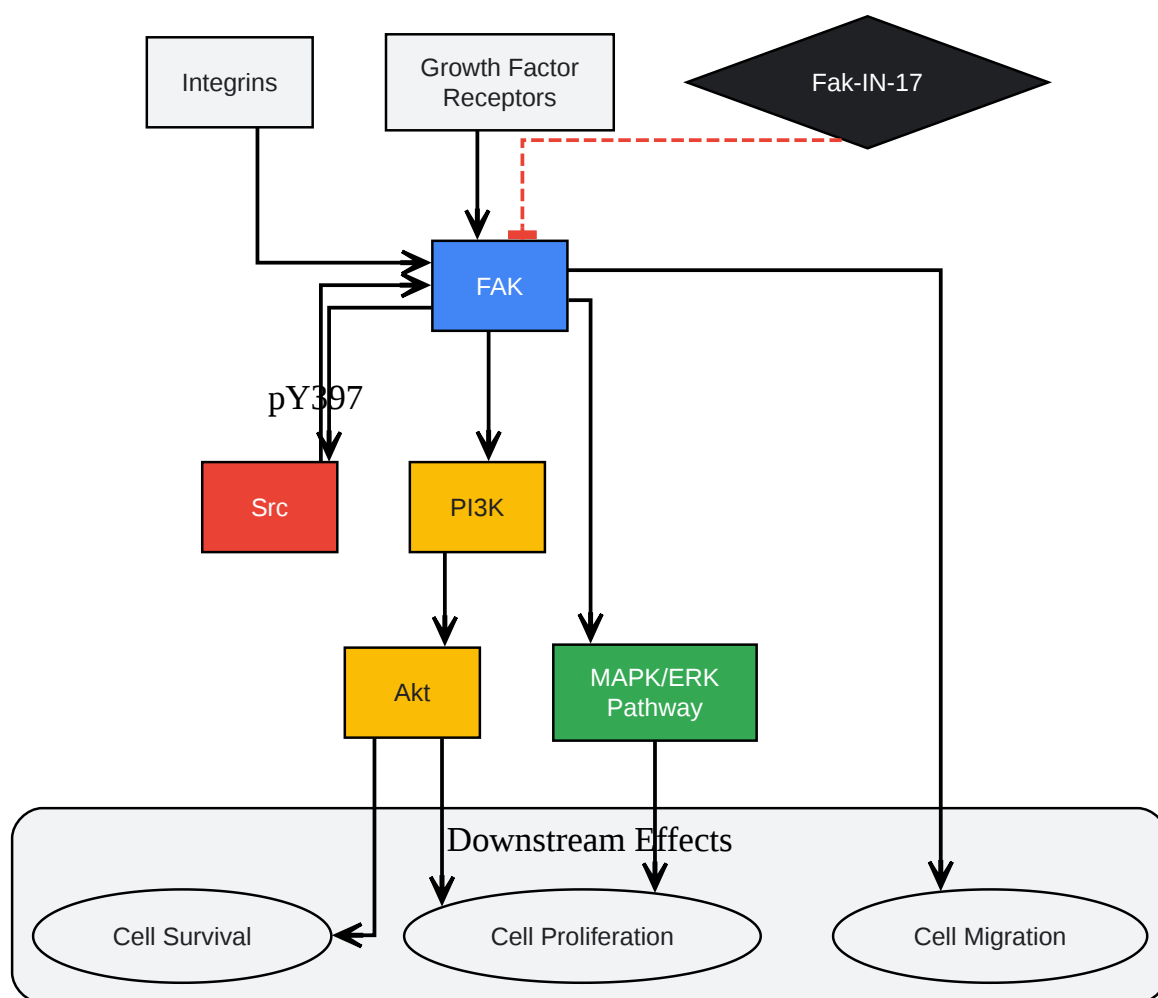 Integrins
Growth Factor
Receptors
Fak-IN-17
FAK
pY397
Src
PI3K
Akt
MAPK/ERK
Pathway
Downstream Effects
Cell Survival
Cell Proliferation
Cell Migration